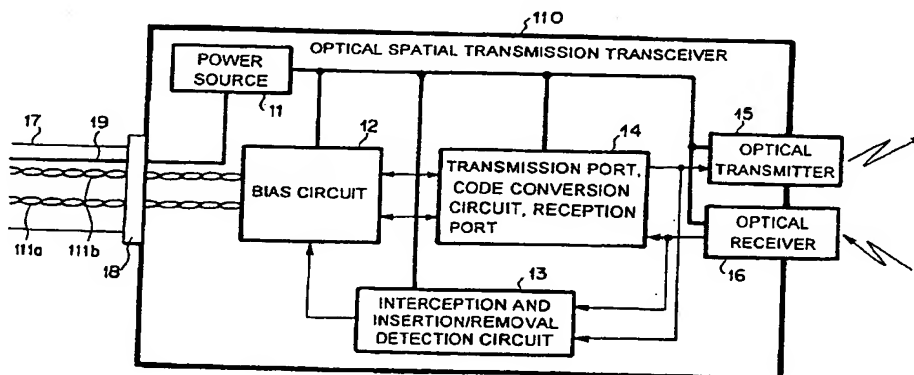 110
OPTICAL SPATIAL TRANSMISSION TRANSCEIVER
POWER
SOURCE
11
17
19
12
14
15
BIAS CIRCUIT
TRANSMISSION PORT,
CODE CONVERSION
CIRCUIT, RECEPTION
PORT
OPTICAL
TRANSMITTER
OPTICAL
RECEIVER
16
111a
111b
18
13
INTERCEPTION AND
INSERTION/REMOVAL
DETECTION CIRCUIT